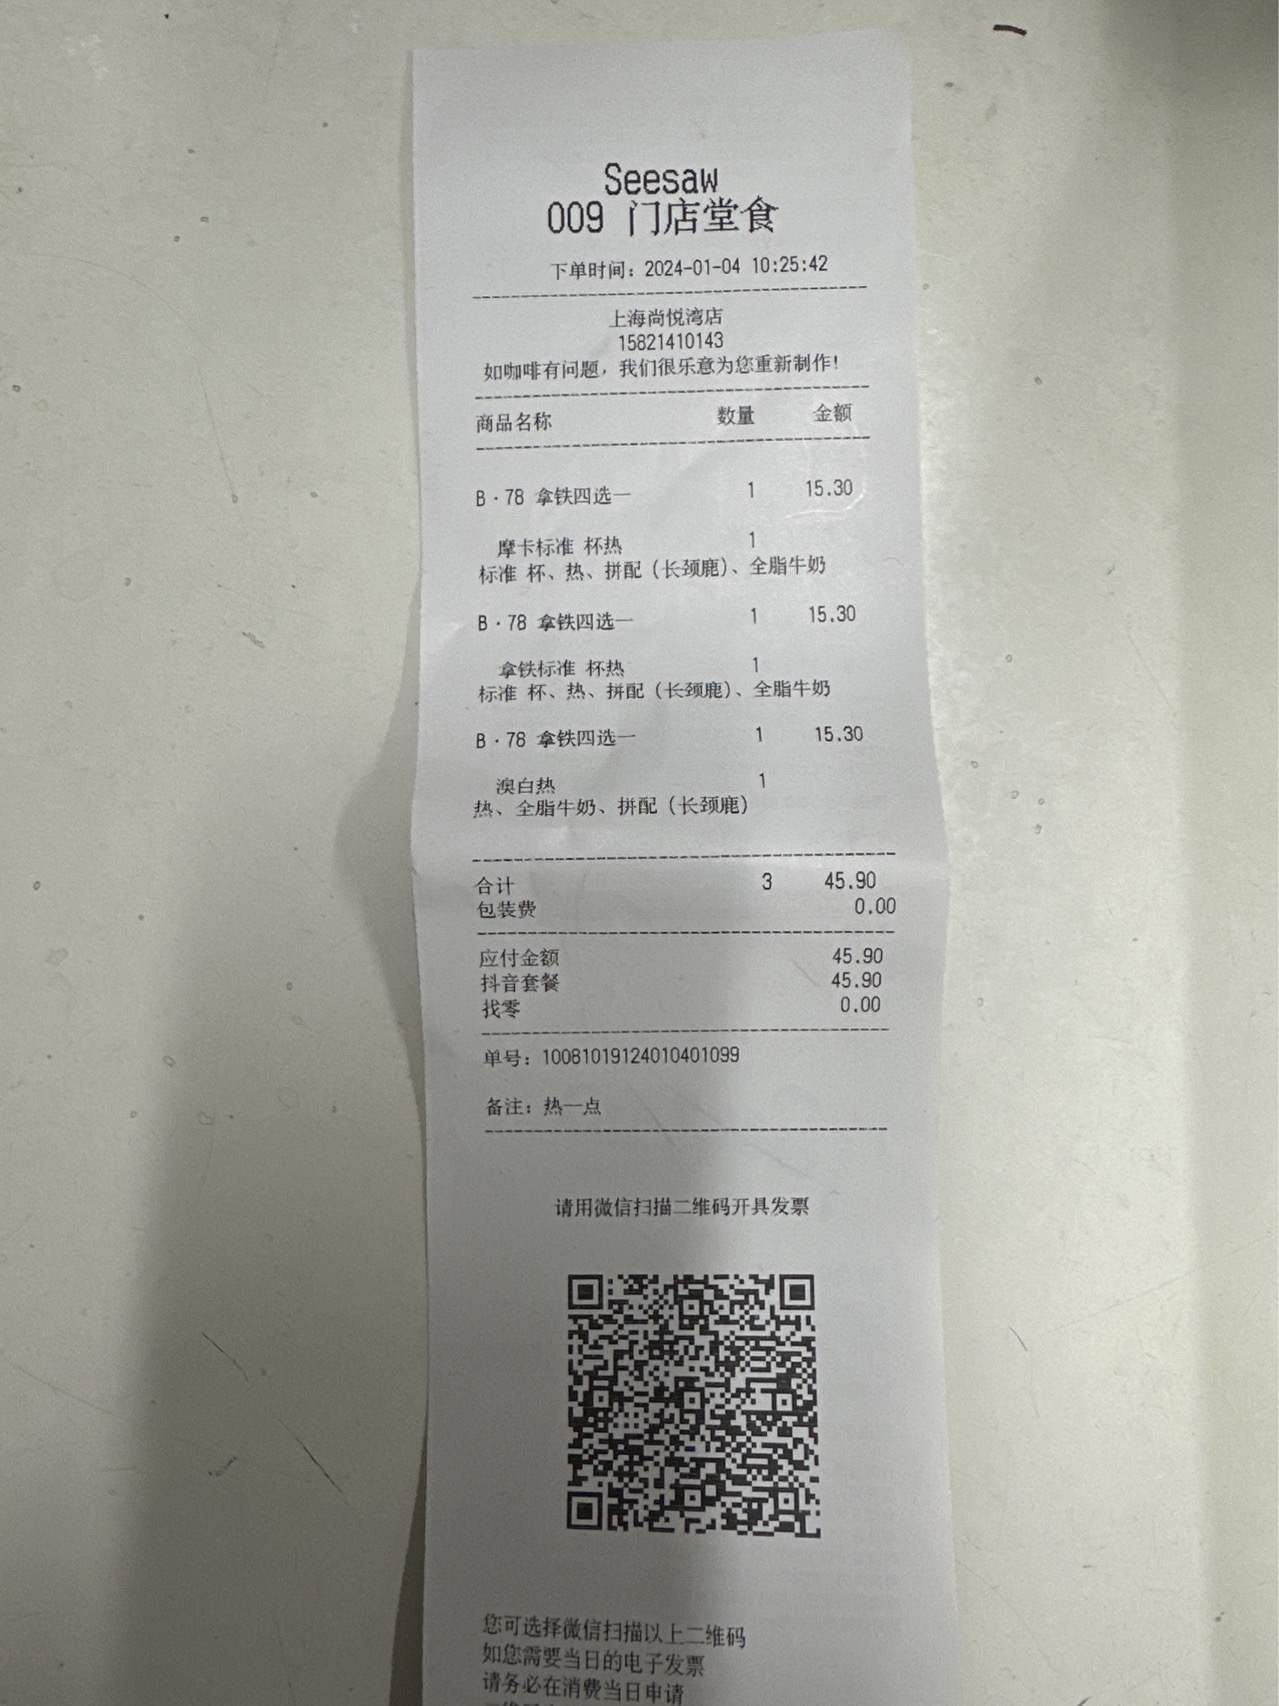 Seesaw
009 门店堂食
下单时间：2024-01-04 10:25:42
上海尚悦湾店
15821410143
如咖啡有问题，我们很乐意为您重新制作！
商品名称 数量 金额
B·78 拿铁四选一 1 15.30
摩卡标准 杯热 1
标准 杯、热、拼配（长颈鹿）、全脂牛奶
B·78 拿铁四选一 1 15.30
拿铁标准 杯热 1
标准 杯、热、拼配（长颈鹿）、全脂牛奶
B·78 拿铁四选一 1 15.30
澳白热 1
热、全脂牛奶、拼配（长颈鹿）
合计 3 45.90
包装费 0.00
应付金额 45.90
抖音套餐 45.90
找零 0.00
单号：10081019124010401099
备注：热一点
请用微信扫描二维码开具发票
您可选择微信扫描以上二维码
如您需要当日的电子发票
请务必在消费当日申请